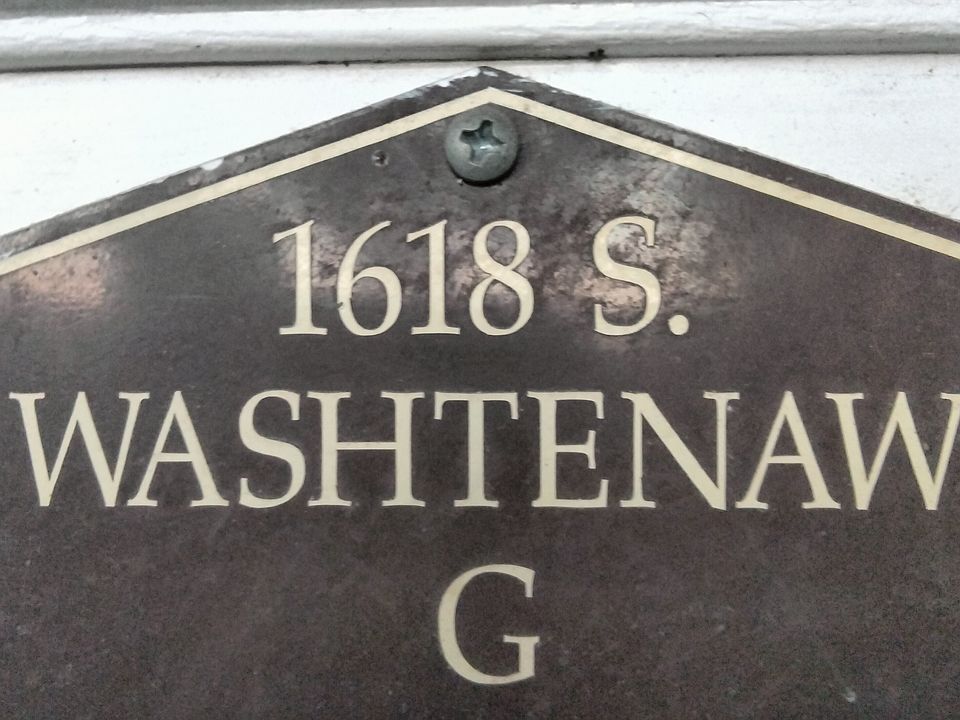 1618 S.
WASHTENAW
G